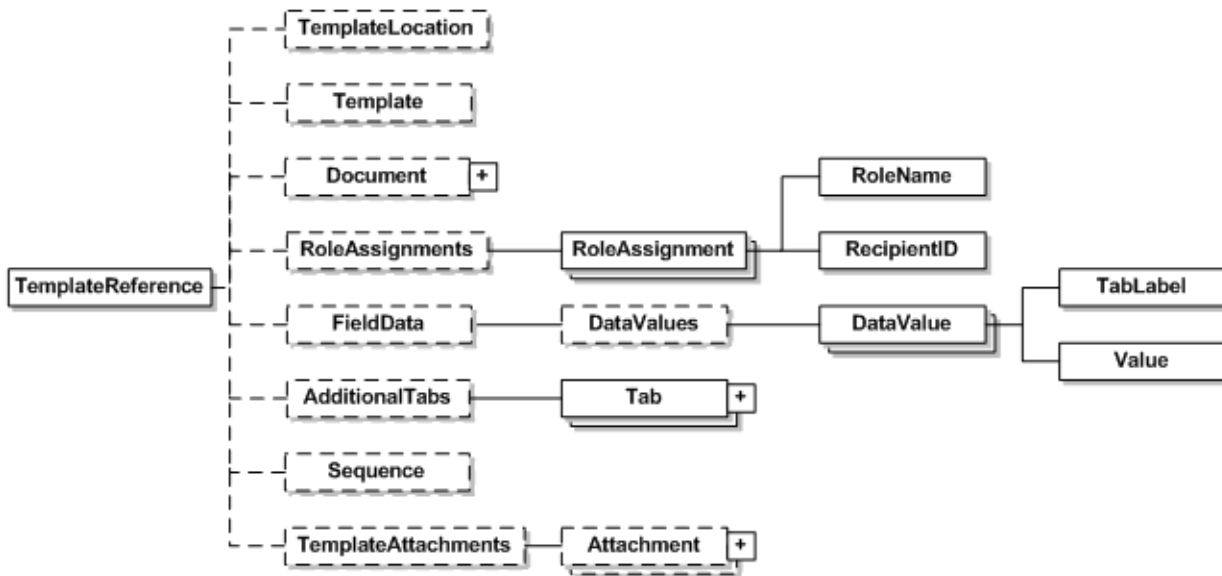 TemplateLocation
Template
Document +
RoleName
RoleAssignments
RoleAssignment
RecipientID
TemplateReference
TabLabel
FieldData
DataValues
DataValue
Value
AdditionalTabs
Tab +
Sequence
TemplateAttachments
Attachment +